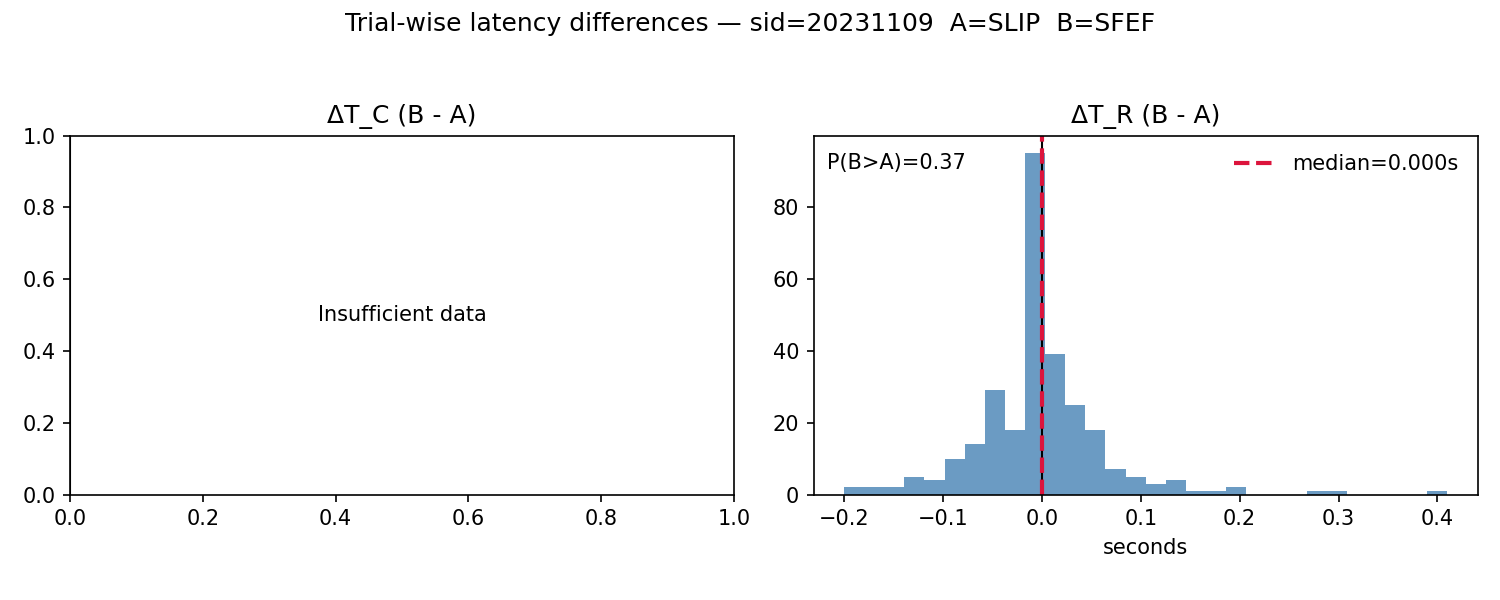 Trial-wise latency differences — sid=20231109  A=SLIP  B=SFEF
ΔT_C (B - A)
1.0
0.8
0.6
0.4
0.2
0.0
Insufficient data
0.0 0.2 0.4 0.6 0.8 1.0
ΔT_R (B - A)
P(B>A)=0.37
median=0.000s
80
60
40
20
0
−0.2 −0.1 0.0 0.1 0.2 0.3 0.4
seconds